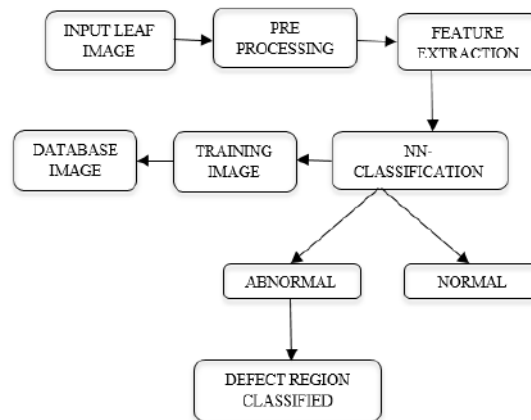 INPUT LEAF
IMAGE
PRE
PROCESSING
FEATURE
EXTRACTION
DATABASE
IMAGE
TRAINING
IMAGE
NN-
CLASSIFICATION
ABNORMAL
NORMAL
DEFECT REGION
CLASSIFIED